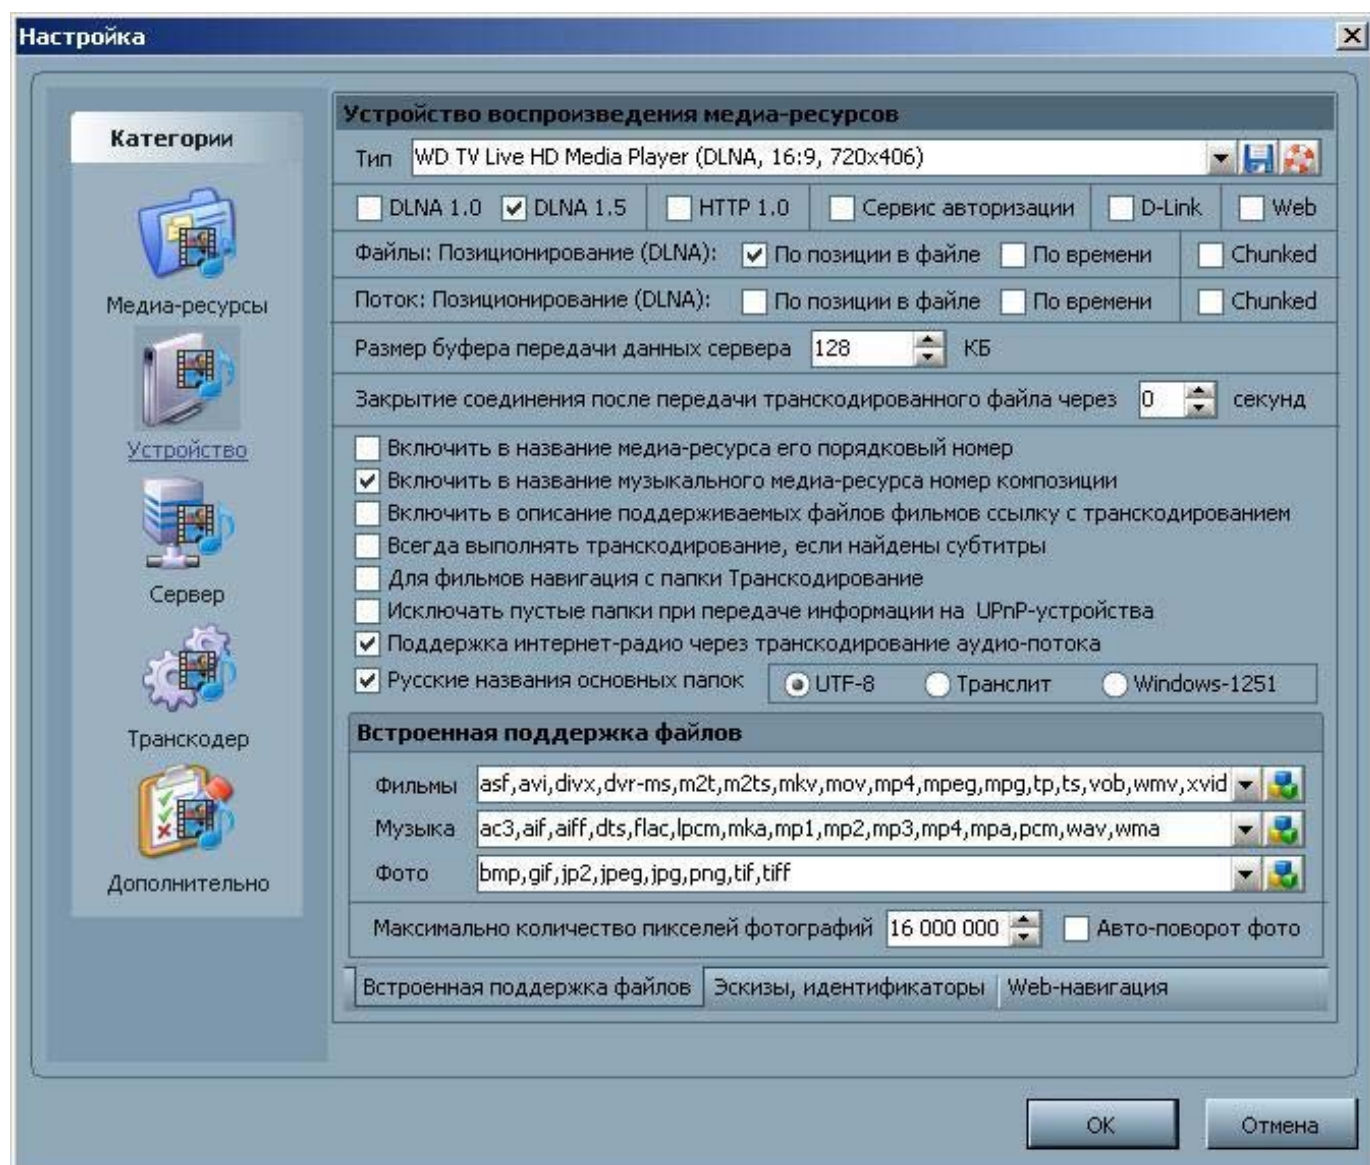 Настройка
Категории
Медиа-ресурсы
Устройство
Сервер
Транскодер
Дополнительно
Устройство воспроизведения медиа-ресурсов
Тип WD TV Live HD Media Player (DLNA, 16:9, 720x406)
DLNA 1.0 DLNA 1.5 HTTP 1.0 Сервис авторизации D-Link Web
Файлы: Позиционирование (DLNA): По позиции в файле По времени Chunked
Поток: Позиционирование (DLNA): По позиции в файле По времени Chunked
Размер буфера передачи данных сервера 128 КБ
Закрытие соединения после передачи транскодированного файла через 0 секунд
Включить в название медиа-ресурса его порядковый номер
Включить в название музыкального медиа-ресурса номер композиции
Включить в описание поддерживаемых файлов фильмов ссылку с транскодированием
Всегда выполнять транскодирование, если найдены субтитры
Для фильмов навигация с папки Транскодирование
Исключать пустые папки при передаче информации на UPnP-устройства
Поддержка интернет-радио через транскодирование аудио-потока
Русские названия основных папок UTF-8 Транслит Windows-1251
Встроенная поддержка файлов
Фильмы asf,avi,divx,dvr-ms,m2t,m2ts,mkv,mov,mp4,mpeg,mpg,tp,ts,vob,wmv,xvid
Музыка ac3,aif,aiff,dts,flac,lpcm,mka,mp1,mp2,mp3,mp4,mpa,pcm,wav,wma
Фото bmp,gif,jp2,jpeg,jpg,png,tif,tiff
Максимально количество пикселей фотографий 16 000 000 Авто-поворот фото
Встроенная поддержка файлов Эскизы, идентификаторы Web-навигация
ОК Отмена